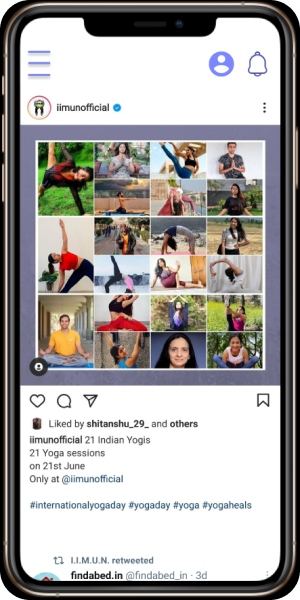 iimunofficial
Liked by shitanshu_29_ and others
iimunofficial 21 Indian Yogis
21 Yoga sessions
on 21st June
Only at @iimunofficial
#internationalyogaday #yogaday #yoga #yogaheals
I.I.M.U.N. retweeted
findabed.in @findabed_in · 3d